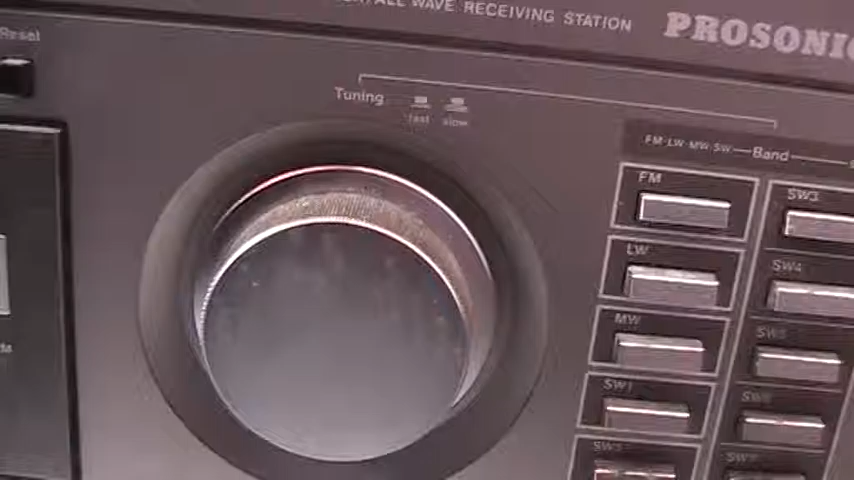 ALL WAVE RECEIVING STATION
PROSONIC
Reset
Tuning
fast slow
FM·LW·MW·SW Band
FM
SW3
LW
SW4
MW
SW5
SW1
SW6